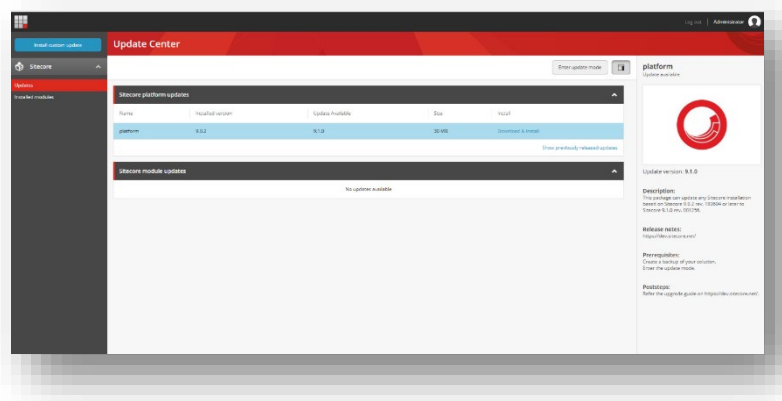 Log out | Administrator
Install custom update
Update Center
Sitecore
Enter update mode
platform
Update available
Updates
Installed modules
Sitecore platform updates
Name Installed version Update Available Size Install
platform 9.0.2 9.1.0 30 MB Download & install
Show previously released updates
Sitecore module updates
No updates available
Update version: 9.1.0
Description:
This package can update any Sitecore installation
based on Sitecore 9.0.2 rev. 180604 or later to
Sitecore 9.1.0 rev. 001256.
Release notes:
https://dev.sitecore.net/
Prerequisites:
Create a backup of your solution.
Enter the update mode.
Poststeps:
Refer the upgrade guide on https://dev.sitecore.net/.